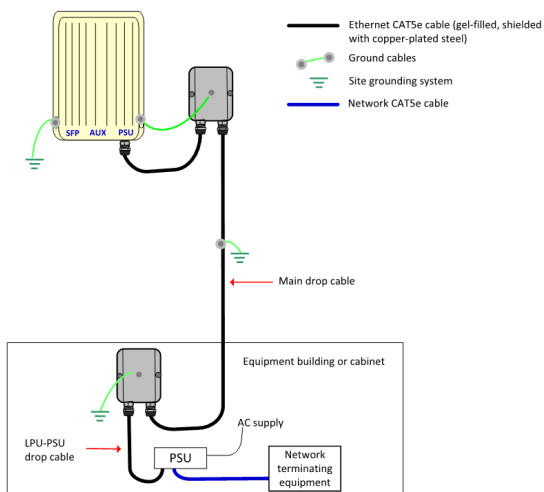 Ethernet CAT5e cable (gel-filled, shielded
with copper-plated steel)
Ground cables
Site grounding system
Network CAT5e cable
SFP AUX PSU
Main drop cable
Equipment building or cabinet
AC supply
LPU-PSU
drop cable
PSU
Network
terminating
equipment